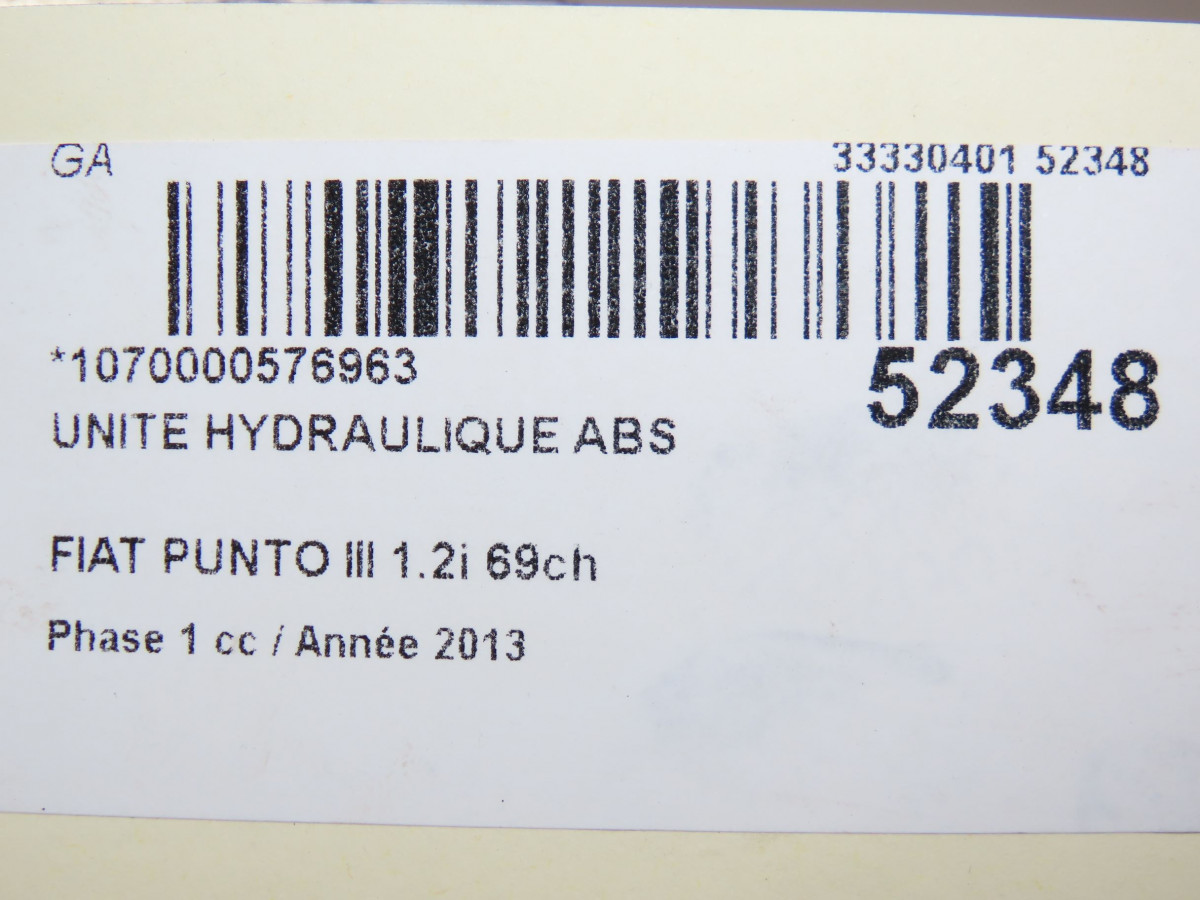 GA 33330401 52348
*1070000576963 52348
UNITE HYDRAULIQUE ABS
FIAT PUNTO III 1.2i 69ch
Phase 1 cc / Année 2013